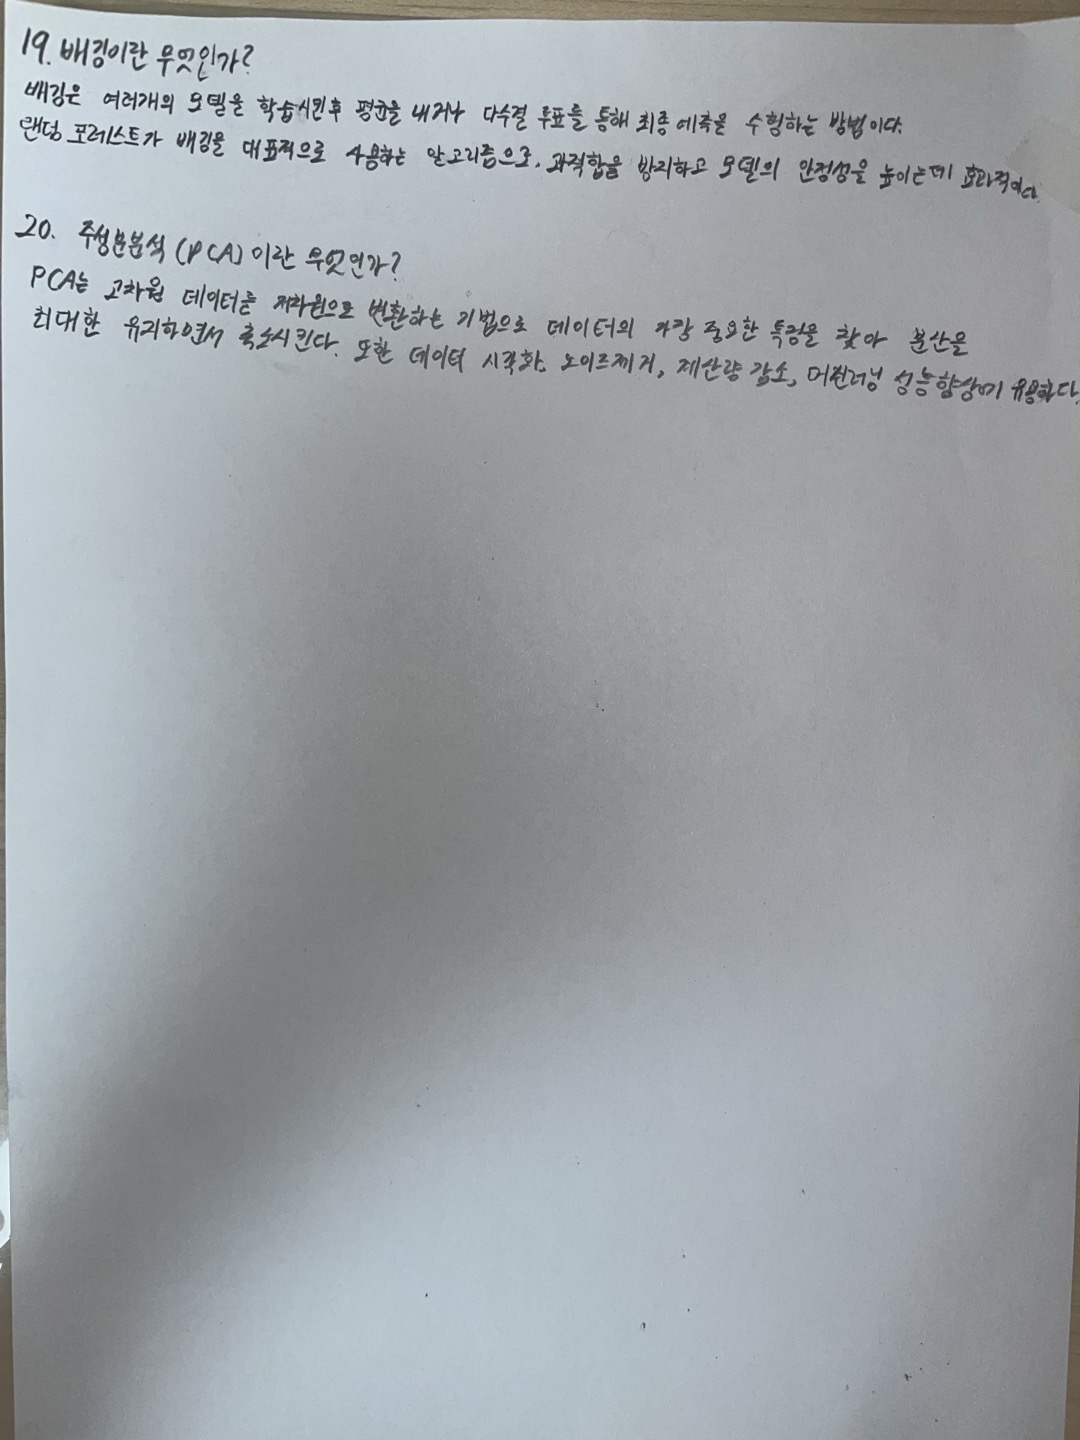 19. 배깅이란 무엇인가?
배깅은 여러개의 모델을 학습시킨후 평균을 내거나 다수결 투표를 통해 최종 예측을 수행하는 방법이다.
랜덤 포레스트가 배깅을 대표적으로 사용하는 알고리즘으로, 과적합을 방지하고 모델의 안정성을 높이는데 효과적이다.
20. 주성분분석(PCA)이란 무엇인가?
PCA는 고차원 데이터를 저차원으로 변환하는 기법으로 데이터의 가장 중요한 특징을 찾아 분산을
최대한 유지하면서 축소시킨다. 또한 데이터 시각화, 노이즈제거, 계산량 감소, 머신러닝 성능향상에 유용하다.